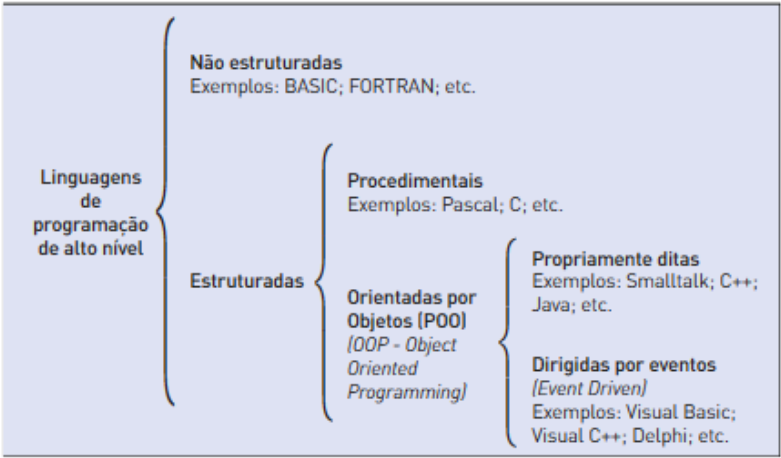 Não estruturadas
Exemplos: BASIC; FORTRAN; etc.
Linguagens
de
programação
de alto nível
Procedimentais
Exemplos: Pascal; C; etc.
Estruturadas
Orientadas por
Objetos (POO)
(OOP - Object
Oriented
Programming)
Propriamente ditas
Exemplos: Smalltalk; C++;
Java; etc.
Dirigidas por eventos
(Event Driven)
Exemplos: Visual Basic;
Visual C++; Delphi; etc.